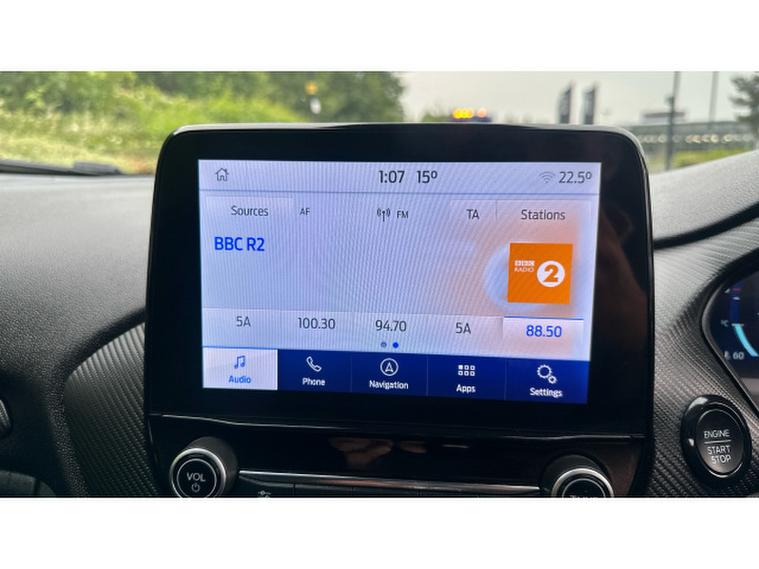 1:07 15° 22.5°
Sources AF FM TA Stations
BBC R2
BBC
RADIO 2
5A 100.30 94.70 5A 88.50
Audio Phone Navigation Apps Settings
VOL
ENGINE
START
STOP
60